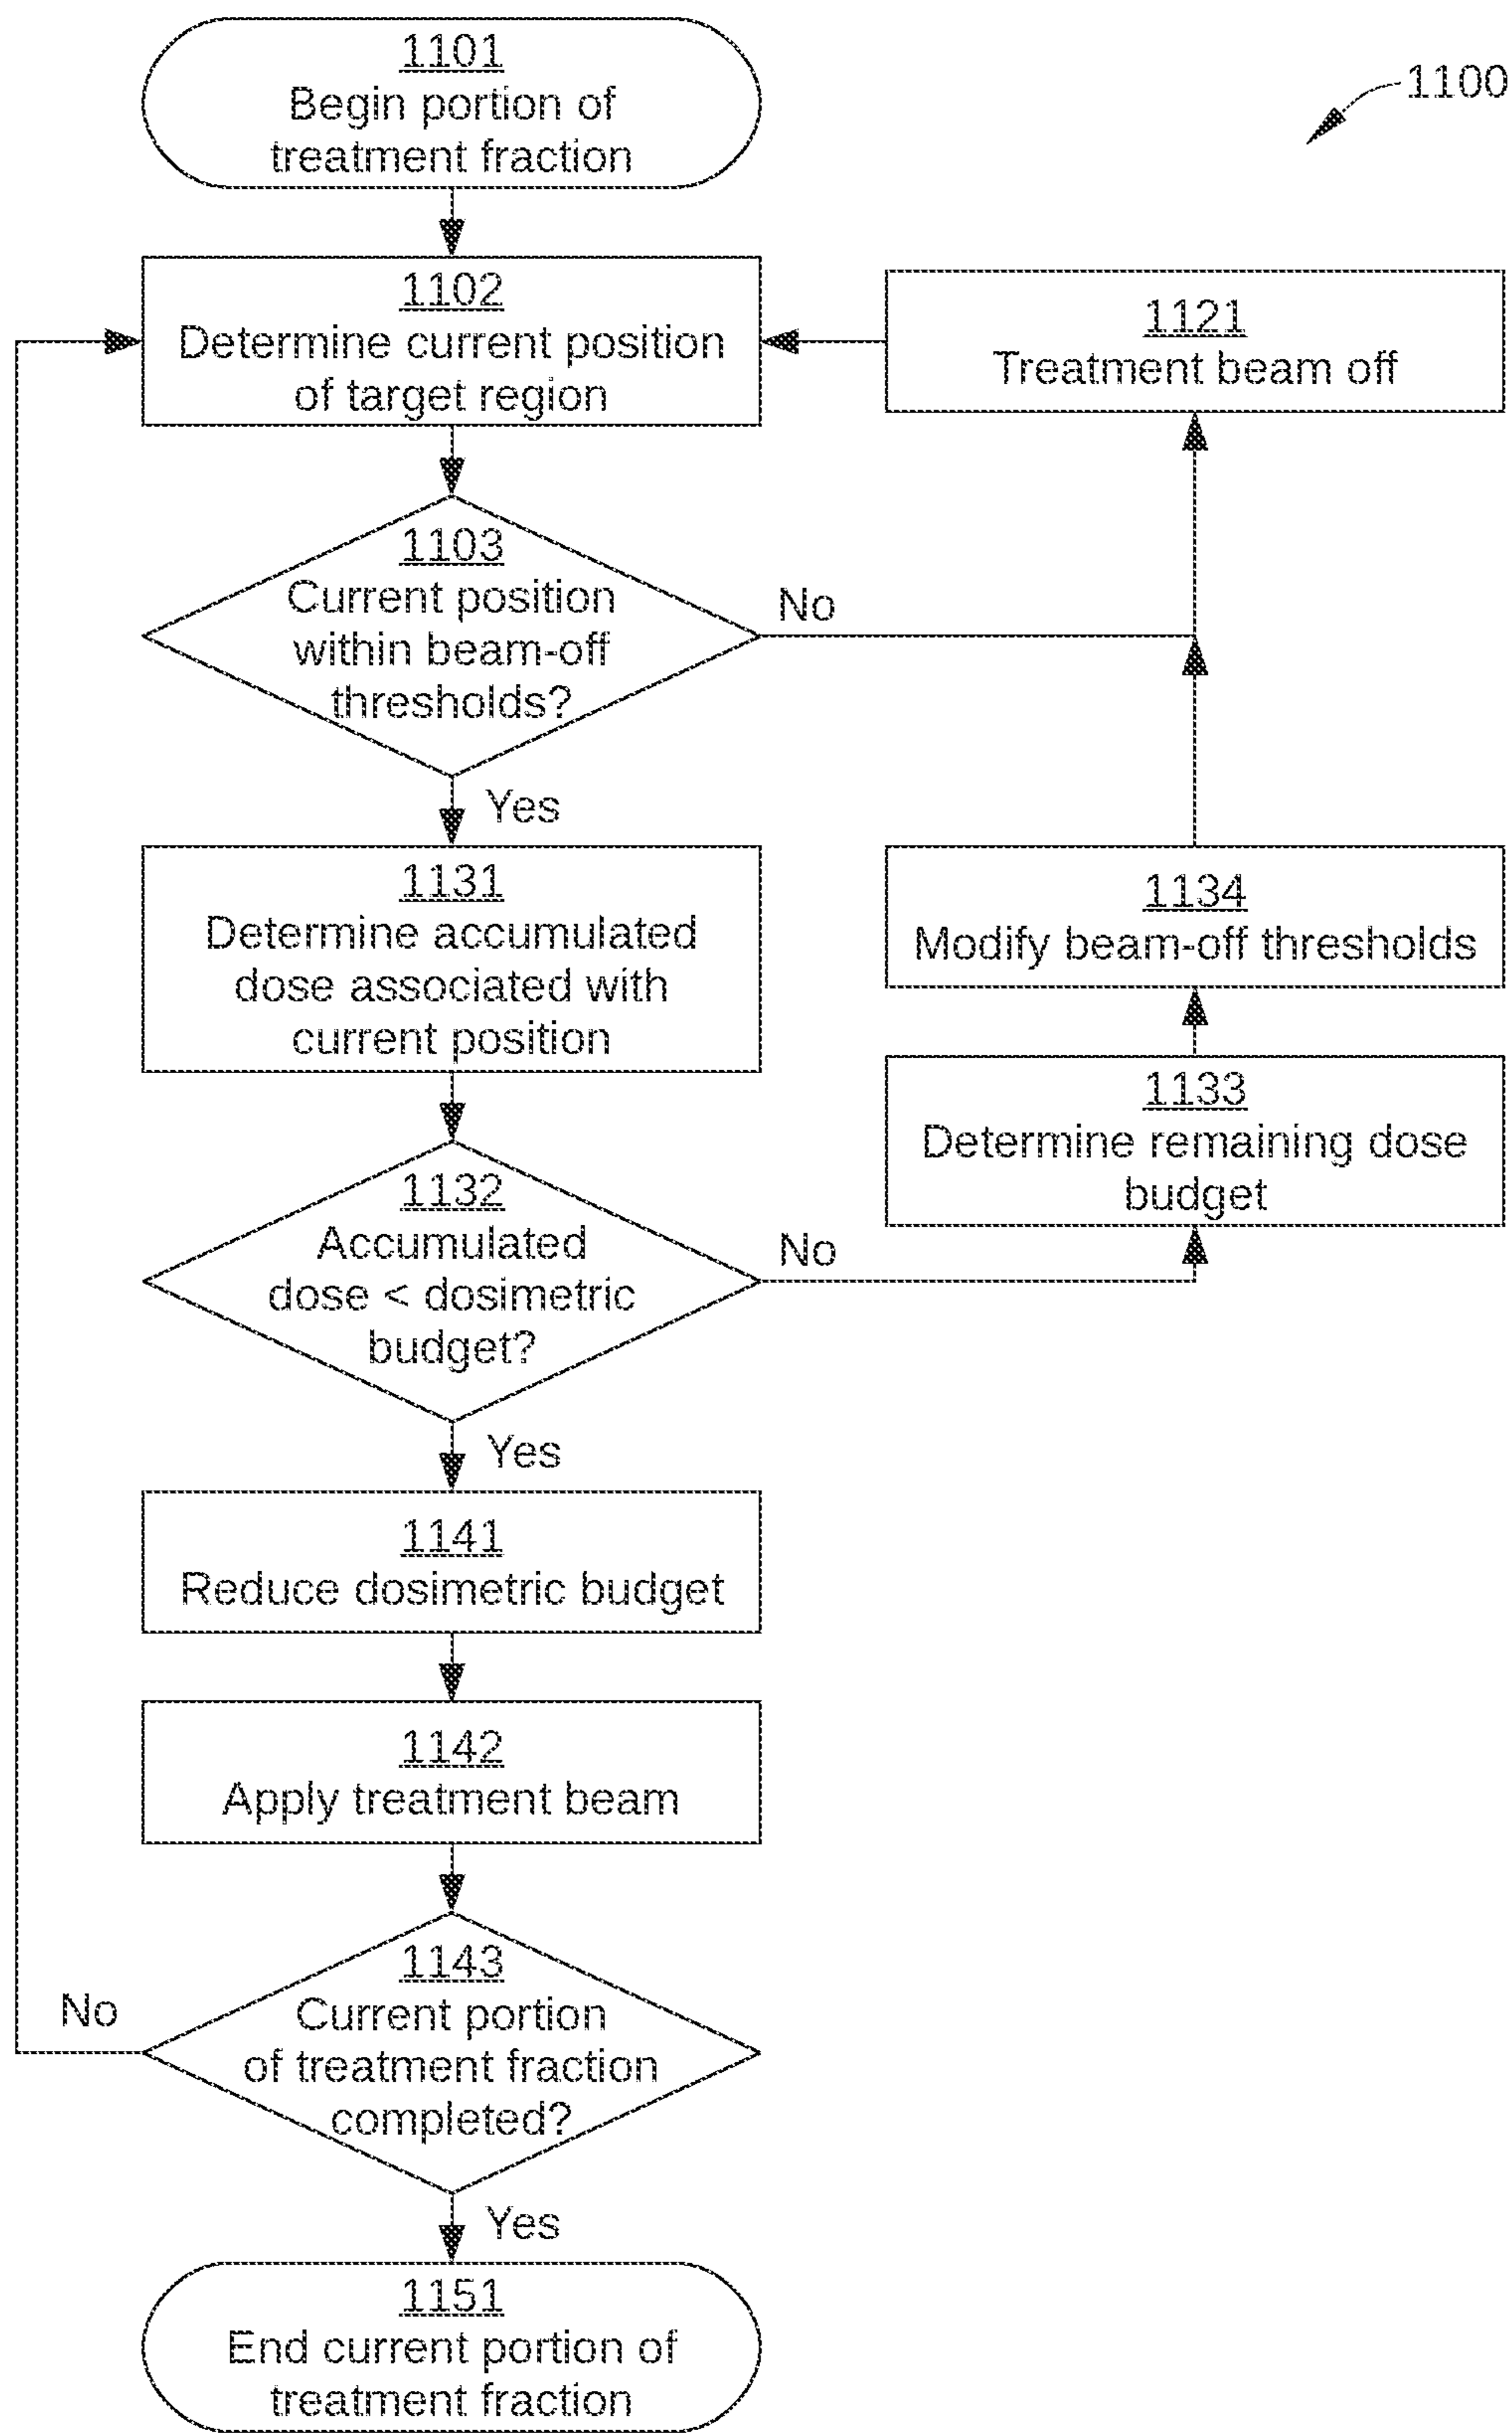 1101
Begin portion of
treatment fraction
1100
1102
Determine current position
of target region
1121
Treatment beam off
1103
Current position
within beam-off
thresholds?
No
Yes
1131
Determine accumulated
dose associated with
current position
1134
Modify beam-off thresholds
1133
Determine remaining dose
budget
1132
Accumulated
dose < dosimetric
budget?
No
Yes
1141
Reduce dosimetric budget
1142
Apply treatment beam
1143
Current portion
of treatment fraction
completed?
No
Yes
1151
End current portion of
treatment fraction